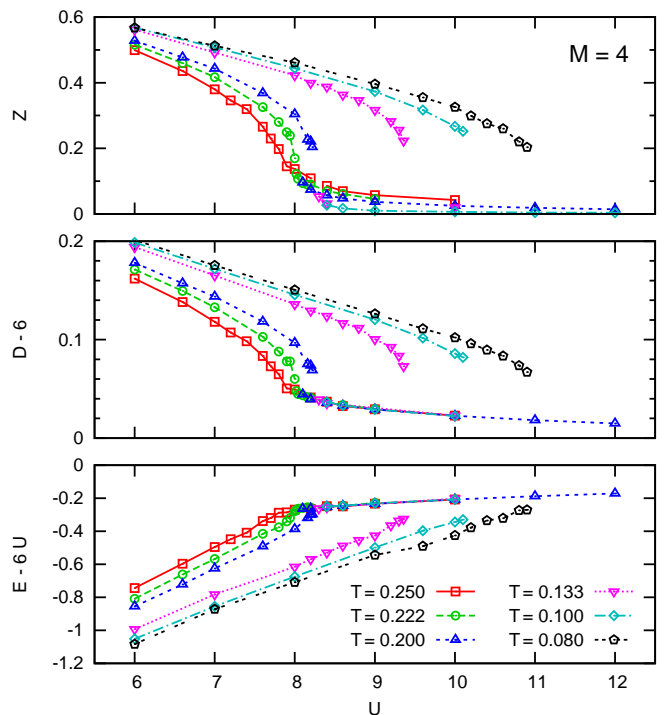 0.6
0.4
0.2
0
Z
M = 4
0.2
0.1
0
D - 6
0
-0.2
-0.4
-0.6
-0.8
-1
-1.2
E - 6 U
T = 0.250
T = 0.222
T = 0.200
T = 0.133
T = 0.100
T = 0.080
6 7 8 9 10 11 12
U